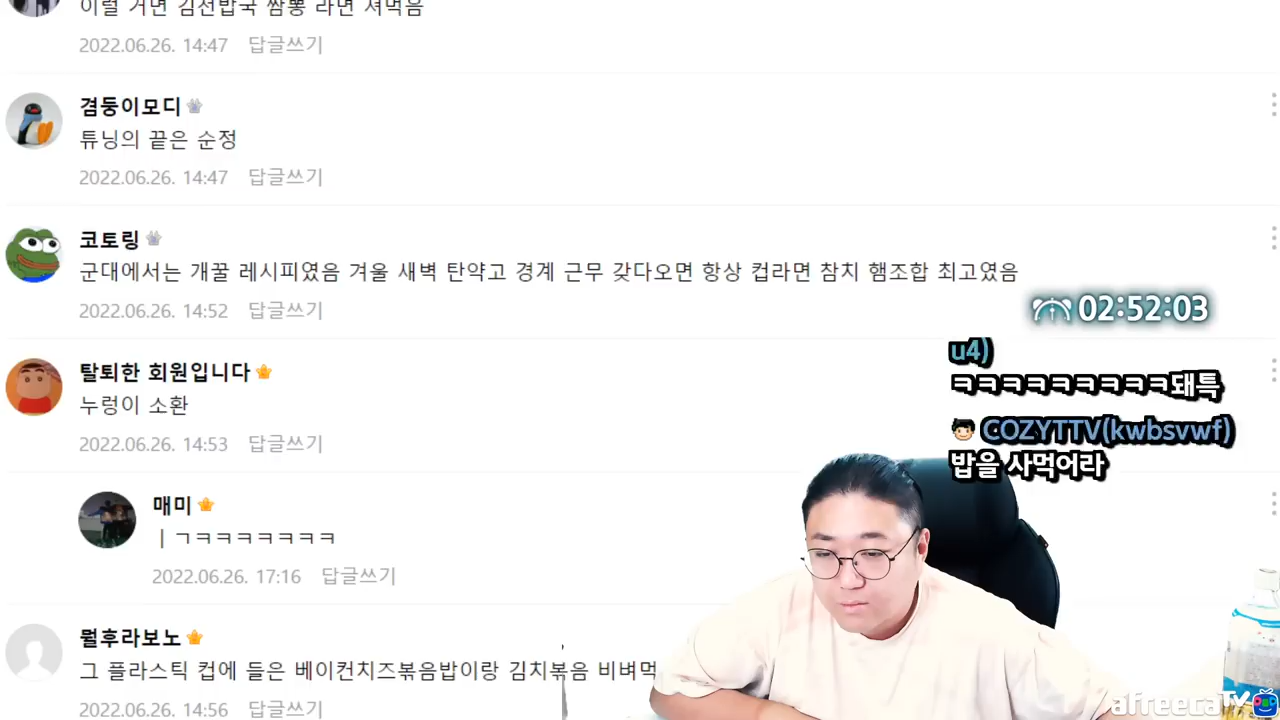 이럴 거면 김선밥국 짬뽕 라면 셔먹음
2022.06.26. 14:47 답글쓰기
겸둥이모디
튜닝의 끝은 순정
2022.06.26. 14:47 답글쓰기
코토링
군대에서는 개꿀 레시피였음 겨울 새벽 탄약고 경계 근무 갖다오면 항상 컵라면 참치 햄조합 최고였음
2022.06.26. 14:52 답글쓰기
02:52:03
u4)
ㅋㅋㅋㅋㅋㅋㅋㅋㅋ돼특
탈퇴한 회원입니다
누렁이 소환
2022.06.26. 14:53 답글쓰기
COZYTTV(kwbsvwf)
밥을 사먹어라
매미
ㅣㄱㅋㅋㅋㅋㅋㅋㅋㅋ
2022.06.26. 17:16 답글쓰기
뭘후라보노
그 플라스틱 컵에 들은 베이컨치즈볶음밥이랑 김치볶음 비벼먹
2022.06.26. 14:56 답글쓰기
afreecaTV